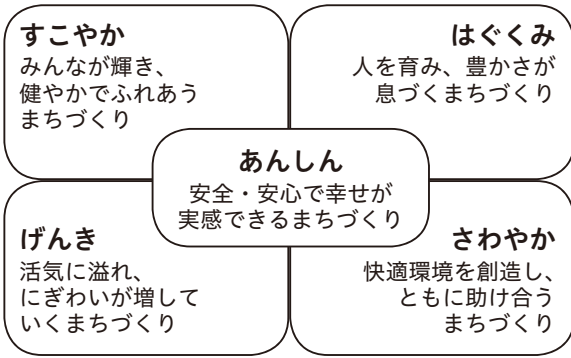 すこやか
みんなが輝き、
健やかでふれあう
まちづくり
はぐくみ
人を育み、豊かさが
息づくまちづくり
あんしん
安全・安心で幸せが
実感できるまちづくり
げんき
活気に溢れ、
にぎわいが増して
いくまちづくり
さわやか
快適環境を創造し、
ともに助け合う
まちづくり